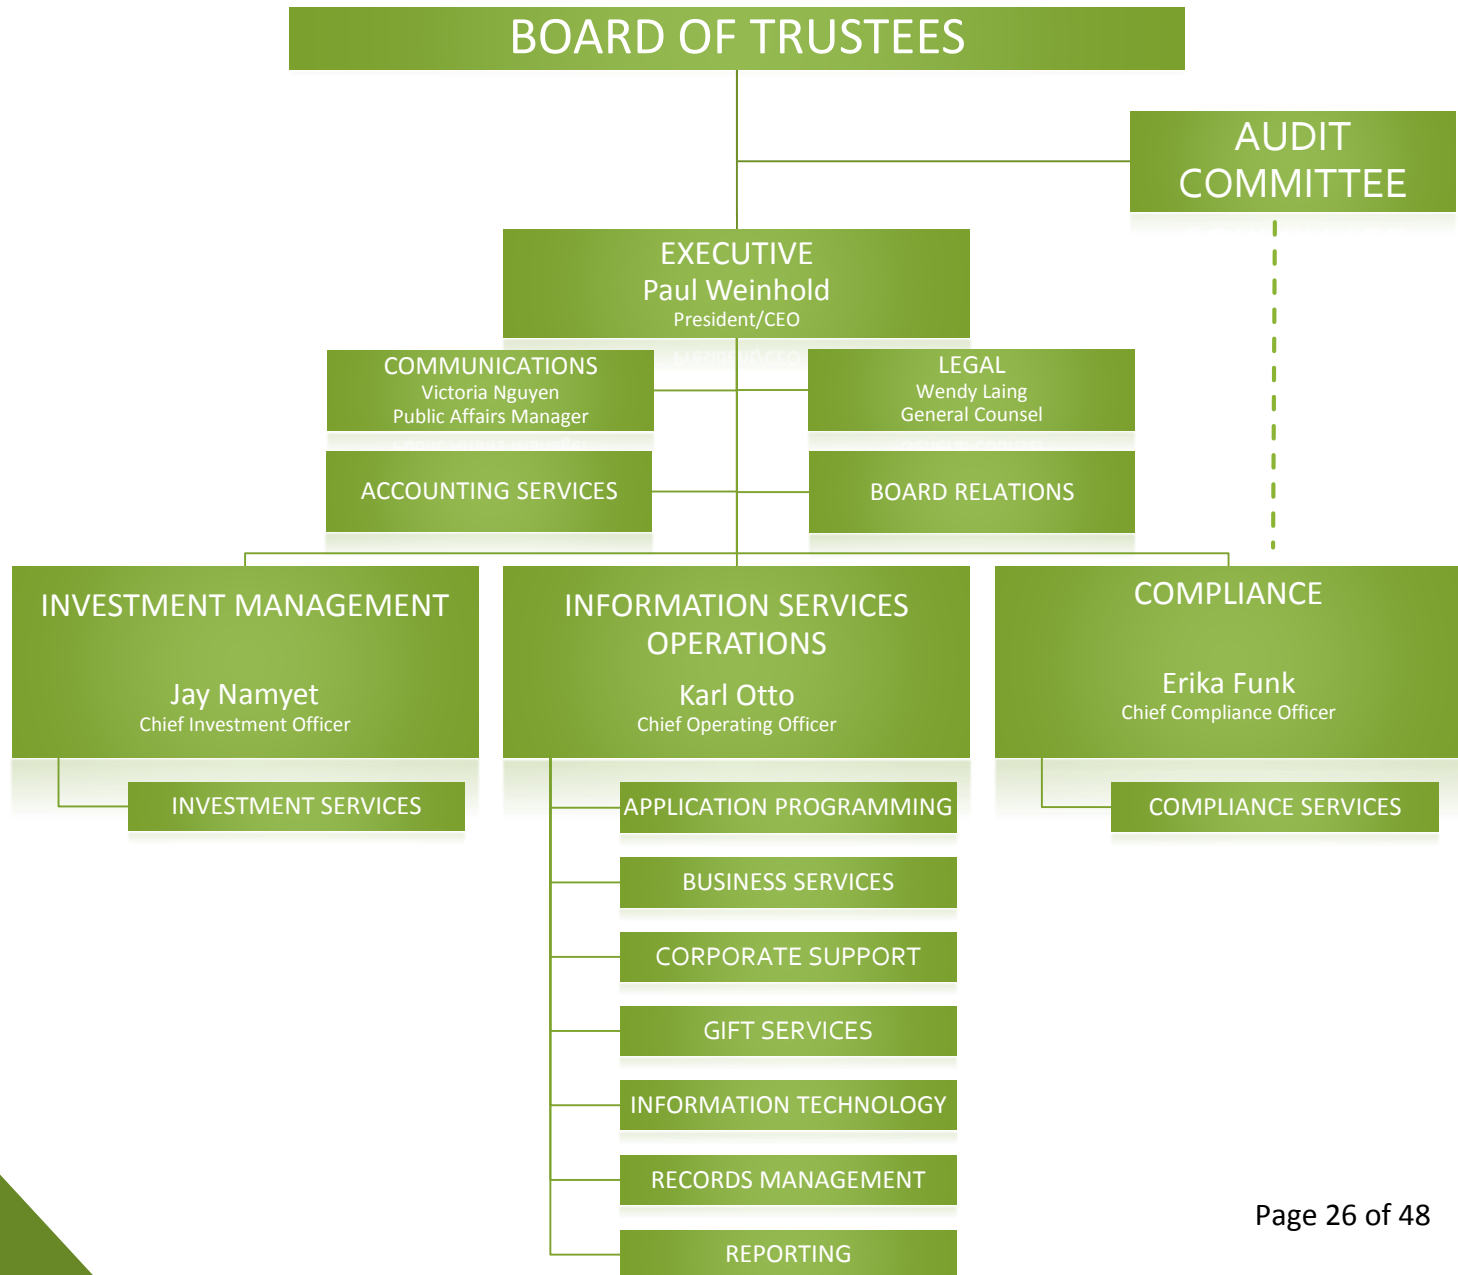 BOARD OF TRUSTEES
AUDIT
COMMITTEE
EXECUTIVE
Paul Weinhold
President/CEO
COMMUNICATIONS
Victoria Nguyen
Public Affairs Manager
LEGAL
Wendy Laing
General Counsel
ACCOUNTING SERVICES
BOARD RELATIONS
INVESTMENT MANAGEMENT
Jay Namyet
Chief Investment Officer
INFORMATION SERVICES
OPERATIONS
Karl Otto
Chief Operating Officer
COMPLIANCE
Erika Funk
Chief Compliance Officer
INVESTMENT SERVICES
APPLICATION PROGRAMMING
COMPLIANCE SERVICES
BUSINESS SERVICES
CORPORATE SUPPORT
GIFT SERVICES
INFORMATION TECHNOLOGY
RECORDS MANAGEMENT
REPORTING
Page 26 of 48